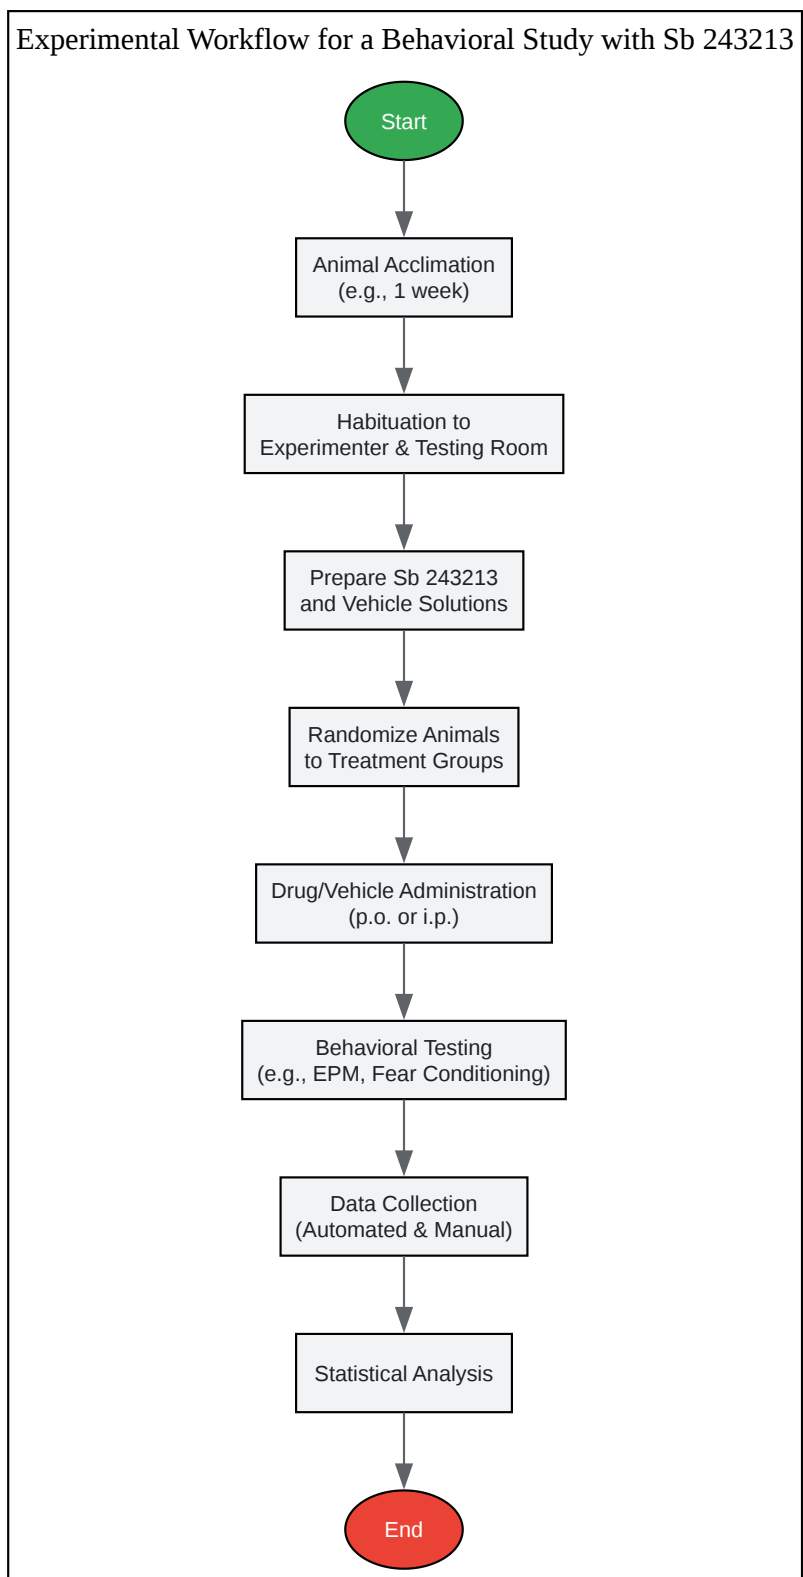 Experimental Workflow for a Behavioral Study with Sb 243213
Start
Animal Acclimation
(e.g., 1 week)
Habituation to
Experimenter & Testing Room
Prepare Sb 243213
and Vehicle Solutions
Randomize Animals
to Treatment Groups
Drug/Vehicle Administration
(p.o. or i.p.)
Behavioral Testing
(e.g., EPM, Fear Conditioning)
Data Collection
(Automated & Manual)
Statistical Analysis
End